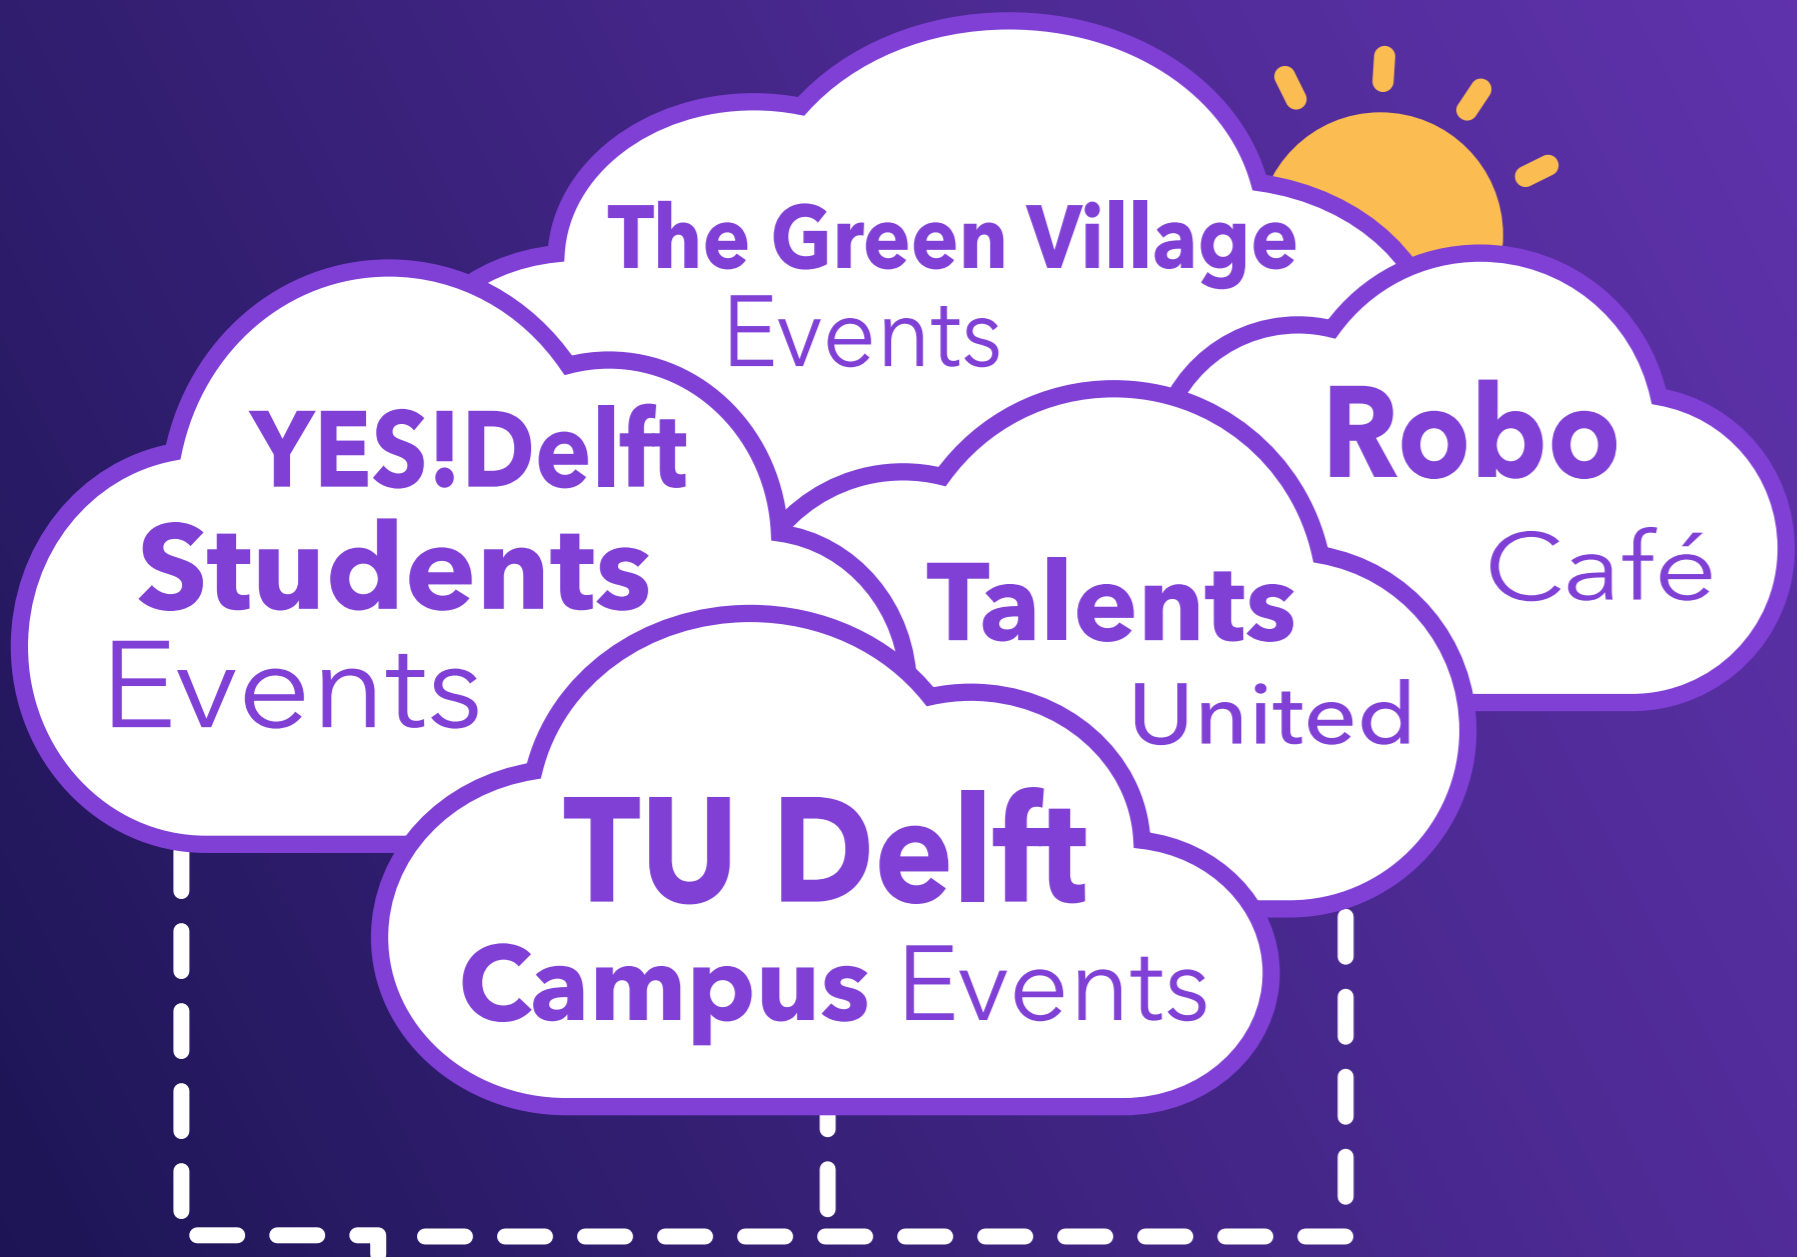 The Green Village
Events
YES!Delft
Students
Events
Robo
Café
Talents
United
TU Delft
Campus Events